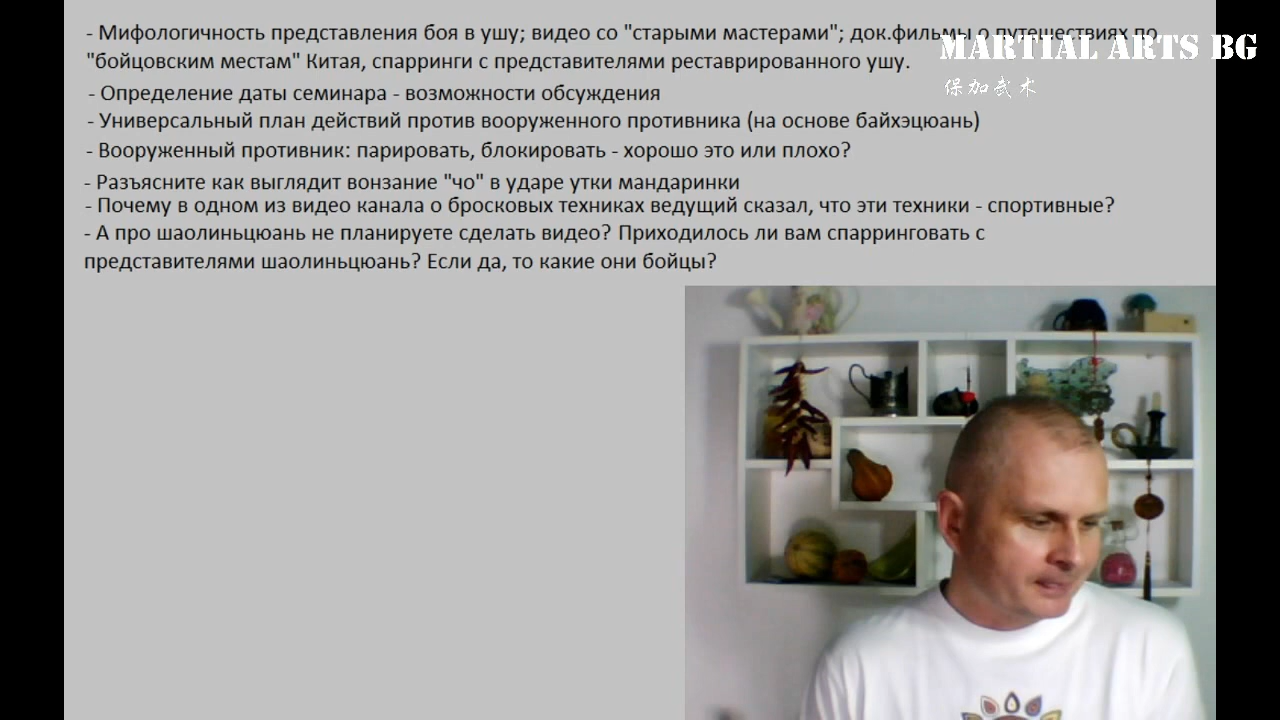 - Мифологичность представления боя в ушу; видео со "старыми мастерами"; док.фильмы о путешествиях по
MARTIAL ARTS BG
"бойцовским местам" Китая, спарринги с представителями реставрированного ушу.
保加武术
- Определение даты семинара - возможности обсуждения
- Универсальный план действий против вооруженного противника (на основе байхэцюань)
- Вооруженный противник: парировать, блокировать - хорошо это или плохо?
- Разъясните как выглядит вонзание "чо" в ударе утки мандаринки
- Почему в одном из видео канала о бросковых техниках ведущий сказал, что эти техники - спортивные?
- А про шаолиньцюань не планируете сделать видео? Приходилось ли вам спарринговать с
представителями шаолиньцюань? Если да, то какие они бойцы?